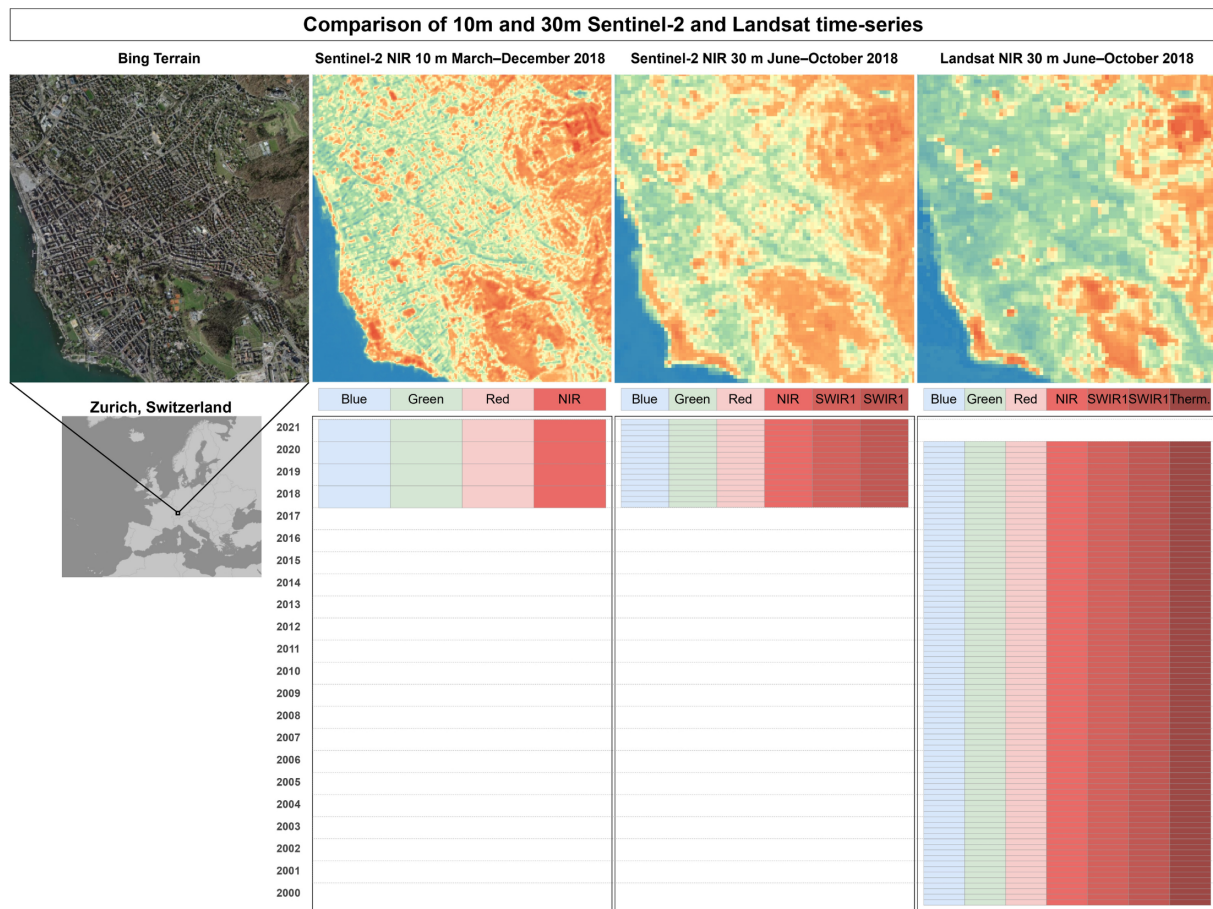 Comparison of 10m and 30m Sentinel-2 and Landsat time-series
Bing Terrain
Sentinel-2 NIR 10 m March–December 2018
Sentinel-2 NIR 30 m June–October 2018
Landsat NIR 30 m June–October 2018
Blue Green Red NIR
Blue Green Red NIR SWIR1 SWIR1
Blue Green Red NIR SWIR1 SWIR1 Therm.
Zurich, Switzerland
2021
2020
2019
2018
2017
2016
2015
2014
2013
2012
2011
2010
2009
2008
2007
2006
2005
2004
2003
2002
2001
2000